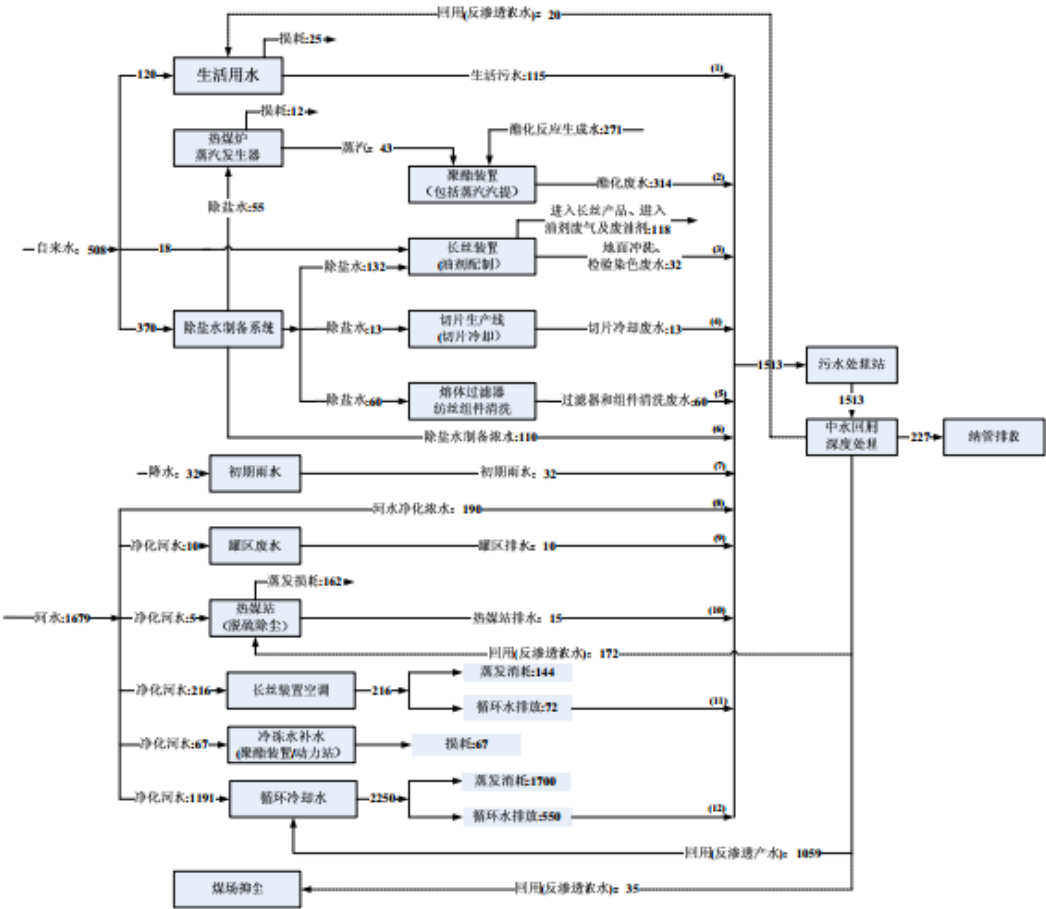 回用(反渗透浓水)：20
损耗:25
120
生活用水
生活污水:115
(1)
损耗:12
热煤炉
蒸汽发生器
蒸汽：43
酯化反应生成水:271
聚酯装置
（包括蒸汽汽提）
酯化废水:314
(2)
除盐水:55
进入长丝产品、进入
油剂废气及废油剂:118
自来水：508
18
长丝装置
(油剂配制）
(3)
地面冲洗、
检验染色废水:32
除盐水:132
370
除盐水制备系统
除盐水:13
切片生产线
(切片冷却）
切片冷却废水:13
(4)
1513
污水处理站
1513
除盐水:60
熔体过滤器
纺丝组件清洗
过滤器和组件清洗废水:60
(5)
除盐水制备浓水:110
(6)
中水回用
深度处理
227
纳管排放
降水：32
初期雨水
初期雨水：32
(7)
河水净化浓水：190
(8)
净化河水:10
罐区废水
罐区排水：10
(9)
蒸发损耗:162
河水:1679
净化河水:5
热媒站
（脱硫除尘）
热媒站排水：15
(10)
回用(反渗透浓水)：172
净化河水:216
长丝装置空调
216
蒸发消耗:144
循环水排放:72
(11)
净化河水:67
冷冻水补水
(聚酯装置/动力站）
损耗:67
净化河水:1191
循环冷却水
2250
蒸发消耗:1700
循环水排放:550
(12)
回用(反渗透产水)：1059
煤场抑尘
回用(反渗透浓水)：35